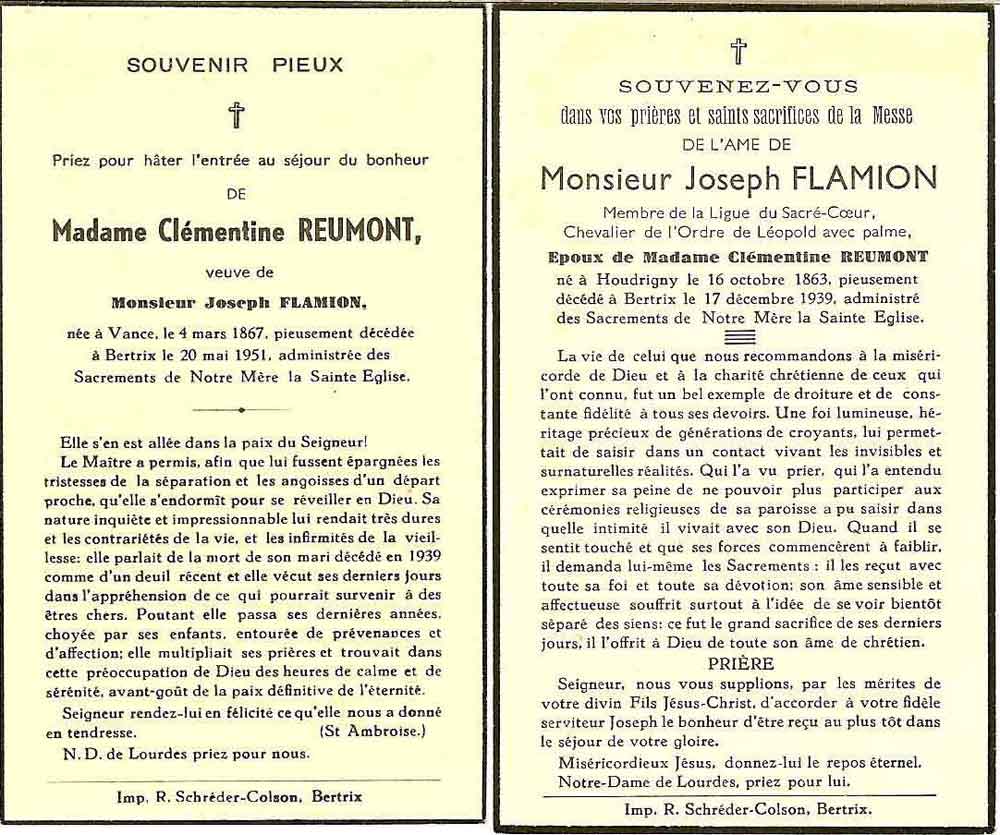 SOUVENIR PIEUX
Priez pour hâter l'entrée au séjour du bonheur
DE
Madame Clémentine REUMONT,
veuve de
Monsieur Joseph FLAMION,
née à Vance, le 4 mars 1867, pieusement décédée
à Bertrix le 20 mai 1951, administrée des
Sacrements de Notre Mère la Sainte Eglise.
Elle s'en est allée dans la paix du Seigneur!
Le Maître a permis, afin que lui fussent épargnées les
tristesses de la séparation et les angoisses d'un départ
proche, qu'elle s'endormît pour se réveiller en Dieu. Sa
nature inquiète et impressionnable lui rendait très dures
et les contrariétés de la vie, et les infirmités de la vieil-
lesse: elle parlait de la mort de son mari décédé en 1939
comme d'un deuil récent et elle vécut ses derniers jours
dans l'appréhension de ce qui pourrait survenir à des
êtres chers. Poutant elle passa ses dernières années,
choyée par ses enfants, entourée de prévenances et
d'affection; elle multipliait ses prières et trouvait dans
cette préoccupation de Dieu des heures de calme et de
sérénité, avant-goût de la paix définitive de l'éternité.
Seigneur rendez-lui en félicité ce qu'elle nous a donné
en tendresse. (St Ambroise.)
N. D. de Lourdes priez pour nous.
Imp. R. Schréder-Colson, Bertrix
SOUVENEZ-VOUS
dans vos prières et saints sacrifices de la Messe
DE L'AME DE
Monsieur Joseph FLAMION
Membre de la Ligue du Sacré-Cœur,
Chevalier de l'Ordre de Léopold avec palme,
Epoux de Madame Clémentine REUMONT
né à Houdrigny le 16 octobre 1863, pieusement
décédé à Bertrix le 17 décembre 1939, administré
des Sacrements de Notre Mère la Sainte Eglise.
La vie de celui que nous recommandons à la miséri-
corde de Dieu et à la charité chrétienne de ceux qui
l'ont connu, fut un bel exemple de droiture et de cons-
tante fidélité à tous ses devoirs. Une foi lumineuse, hé-
ritage précieux de générations de croyants, lui permet-
tait de saisir dans un contact vivant les invisibles et
surnaturelles réalités. Qui l'a vu prier, qui l'a entendu
exprimer sa peine de ne pouvoir plus participer aux
cérémonies religieuses de sa paroisse a pu saisir dans
quelle intimité il vivait avec son Dieu. Quand il se
sentit touché et que ses forces commencèrent à faiblir,
il demanda lui-même les Sacrements : il les reçut avec
toute sa foi et toute sa dévotion; son âme sensible et
affectueuse souffrit surtout à l'idée de se voir bientôt
séparé des siens: ce fut le grand sacrifice de ses derniers
jours, il l'offrit à Dieu de toute son âme de chrétien.
PRIÈRE
Seigneur, nous vous supplions, par les mérites de
votre divin Fils Jésus-Christ, d'accorder à votre fidèle
serviteur Joseph le bonheur d'être reçu au plus tôt dans
le séjour de votre gloire.
Miséricordieux Jésus, donnez-lui le repos éternel.
Notre-Dame de Lourdes, priez pour lui.
Imp. R. Schréder-Colson, Bertrix.